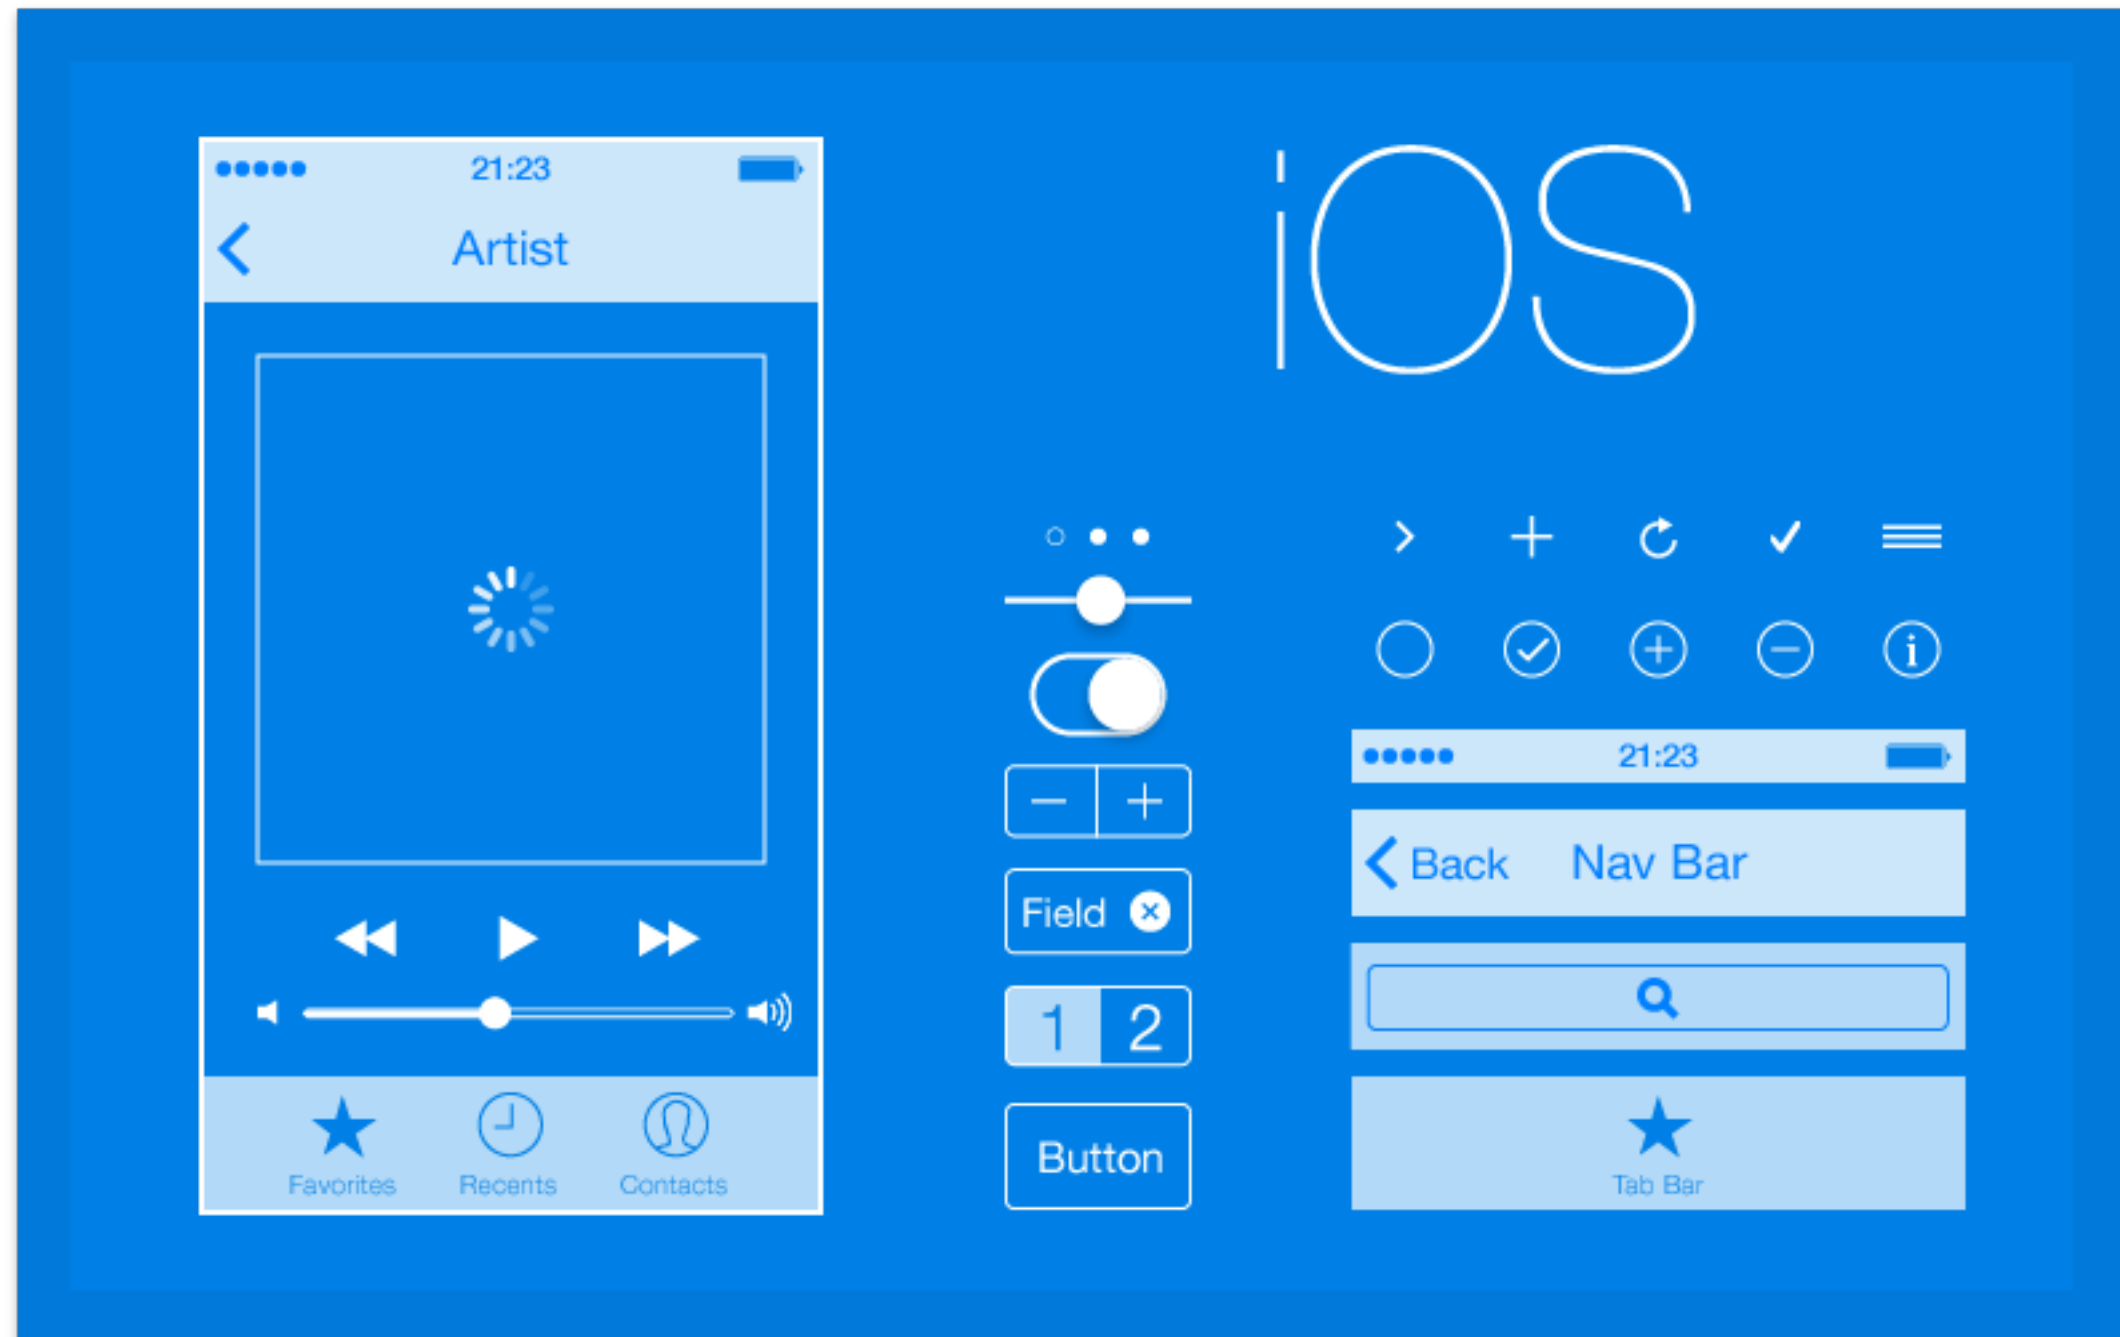 21:23
Artist
Favorites Recents Contacts
iOS
Field
1 2
Button
21:23
Back Nav Bar
Tab Bar